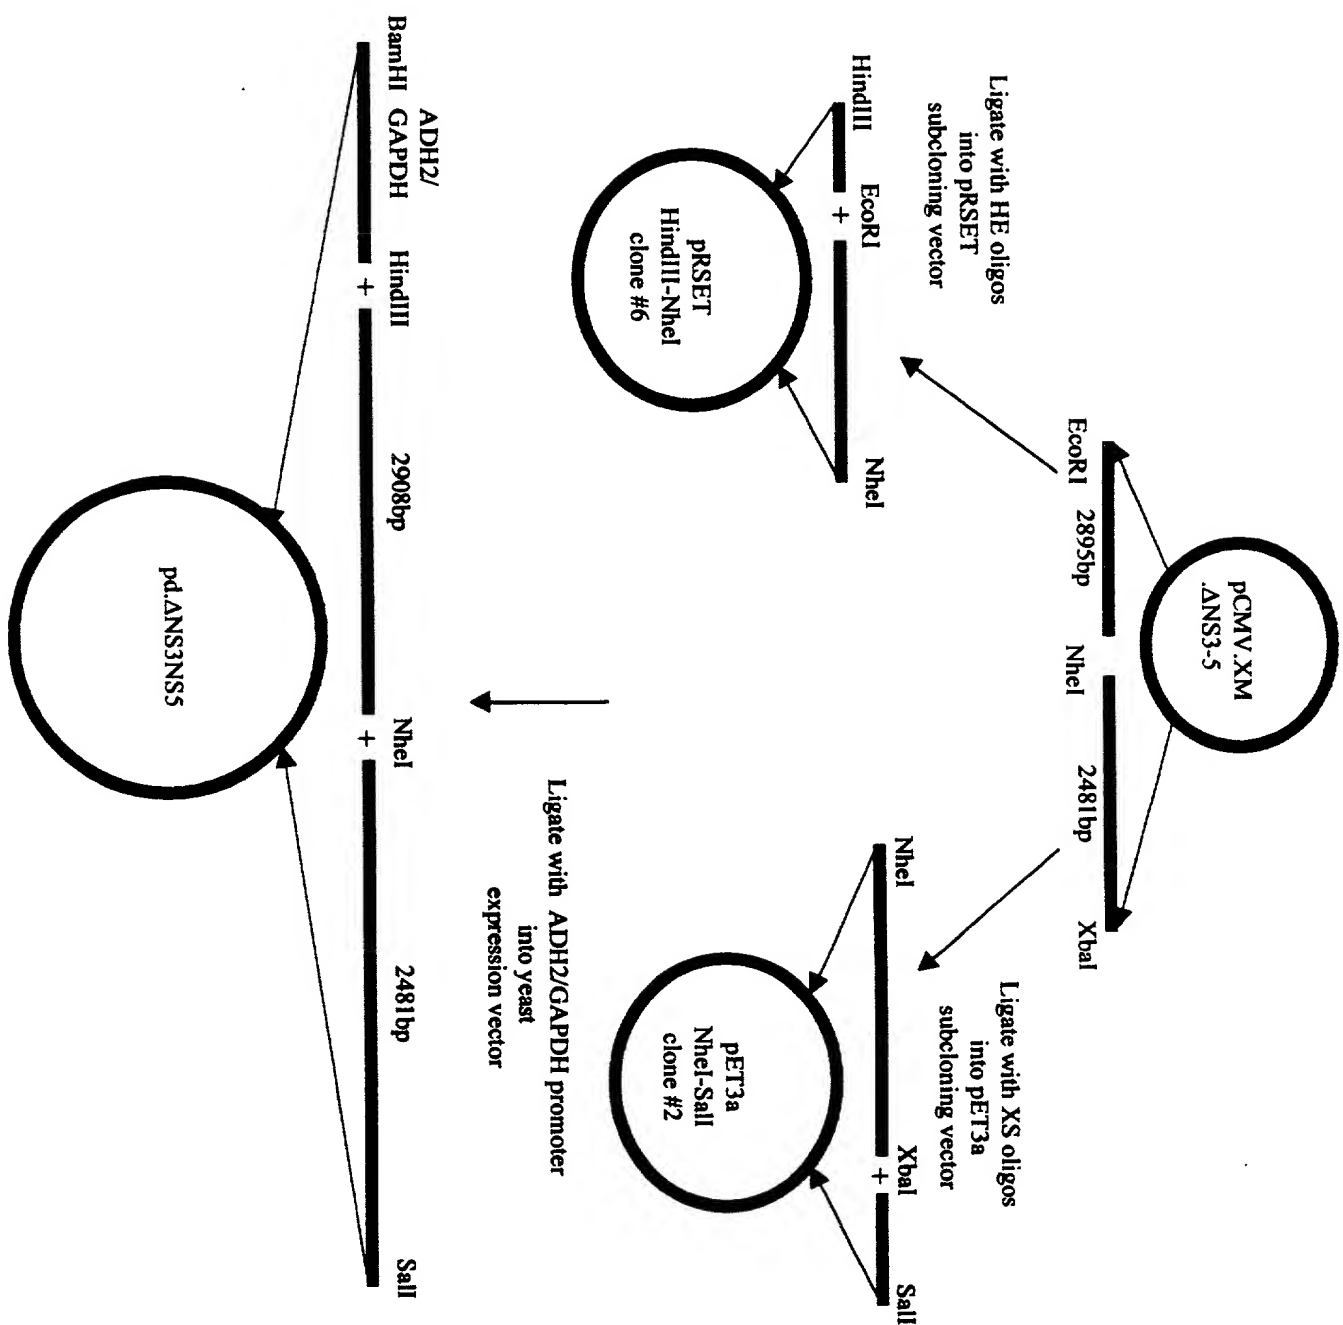 pCMV.XM
.ΔNS3-5
EcoRI 2895bp NheI 2481bp XbaI
Ligate with HE oligos
into pRSET
subcloning vector
Ligate with XS oligos
into pET3a
subcloning vector
HindIII EcoRI NheI
+
pRSET
HindIII-NheI
clone #6
NheI XbaI SalI
+
pET3a
NheI-SalI
clone #2
Ligate with ADH2/GAPDH promoter
into yeast
expression vector
ADH2/
BamHI GAPDH HindIII 2908bp NheI 2481bp SalI
+ +
pd.ΔNS3NS5